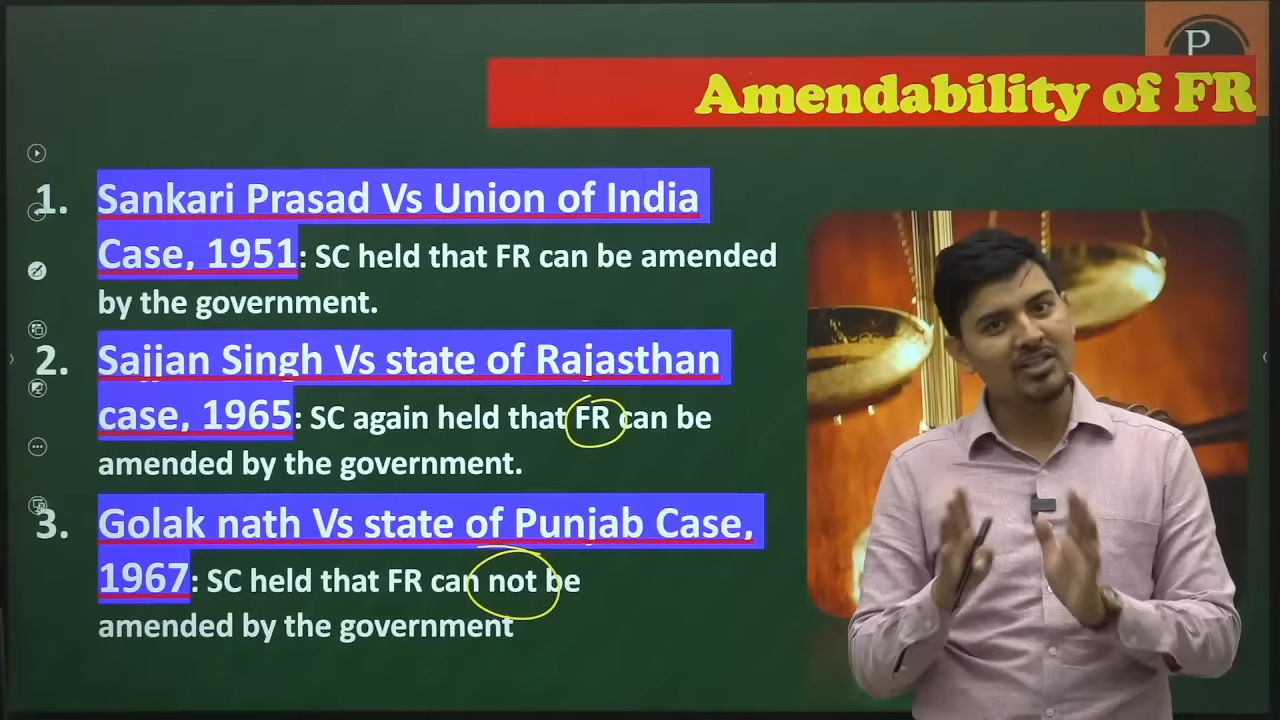 P
Amendability of FR
1. Sankari Prasad Vs Union of India
Case, 1951: SC held that FR can be amended
by the government.
2. Sajjan Singh Vs state of Rajasthan
case, 1965: SC again held that FR can be
amended by the government.
3. Golak nath Vs state of Punjab Case,
1967: SC held that FR can not be
amended by the government